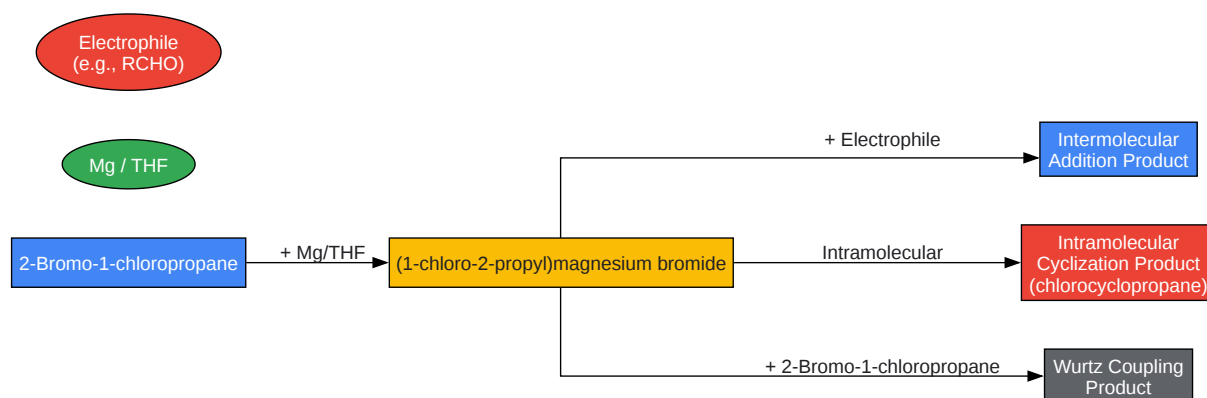 Electrophile
(e.g., RCHO)
Mg / THF
2-Bromo-1-chloropropane
+ Mg/THF
(1-chloro-2-propyl)magnesium bromide
+ Electrophile
Intermolecular
Addition Product
Intramolecular
Intramolecular
Cyclization Product
(chlorocyclopropane)
+ 2-Bromo-1-chloropropane
Wurtz Coupling
Product